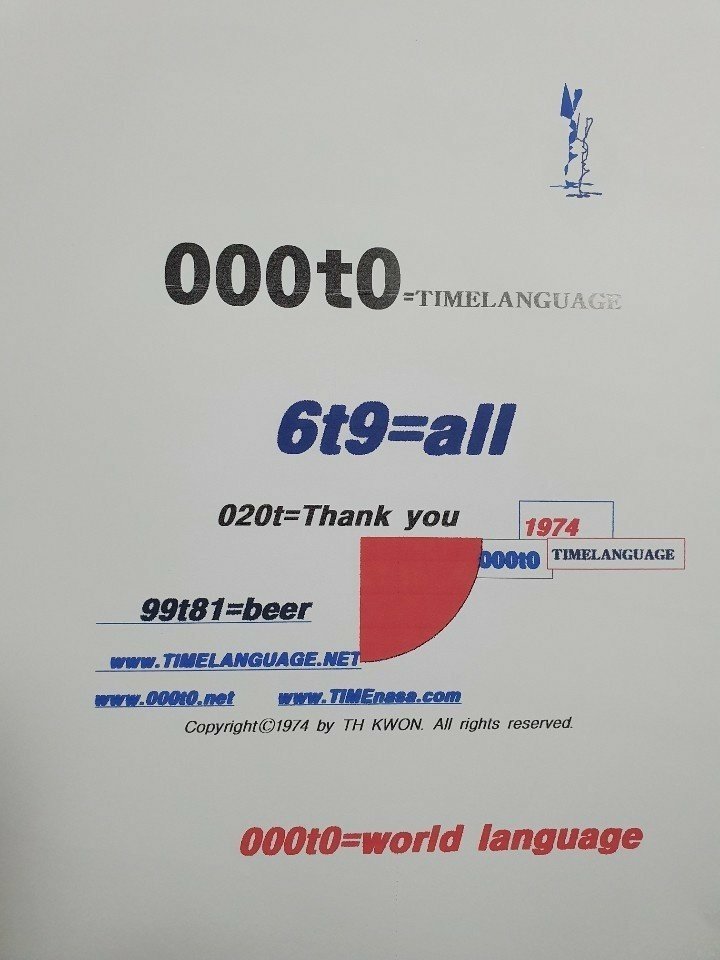 000t0=TIMELANGUAGE
6t9=all
020t=Thank you
1974
000t0 TIMELANGUAGE
99t81=beer
www.TIMELANGUAGE.NET
www.000t0.net www.TIMEnasa.com
Copyright©1974 by TH KWON. All rights reserved.
000t0=world language